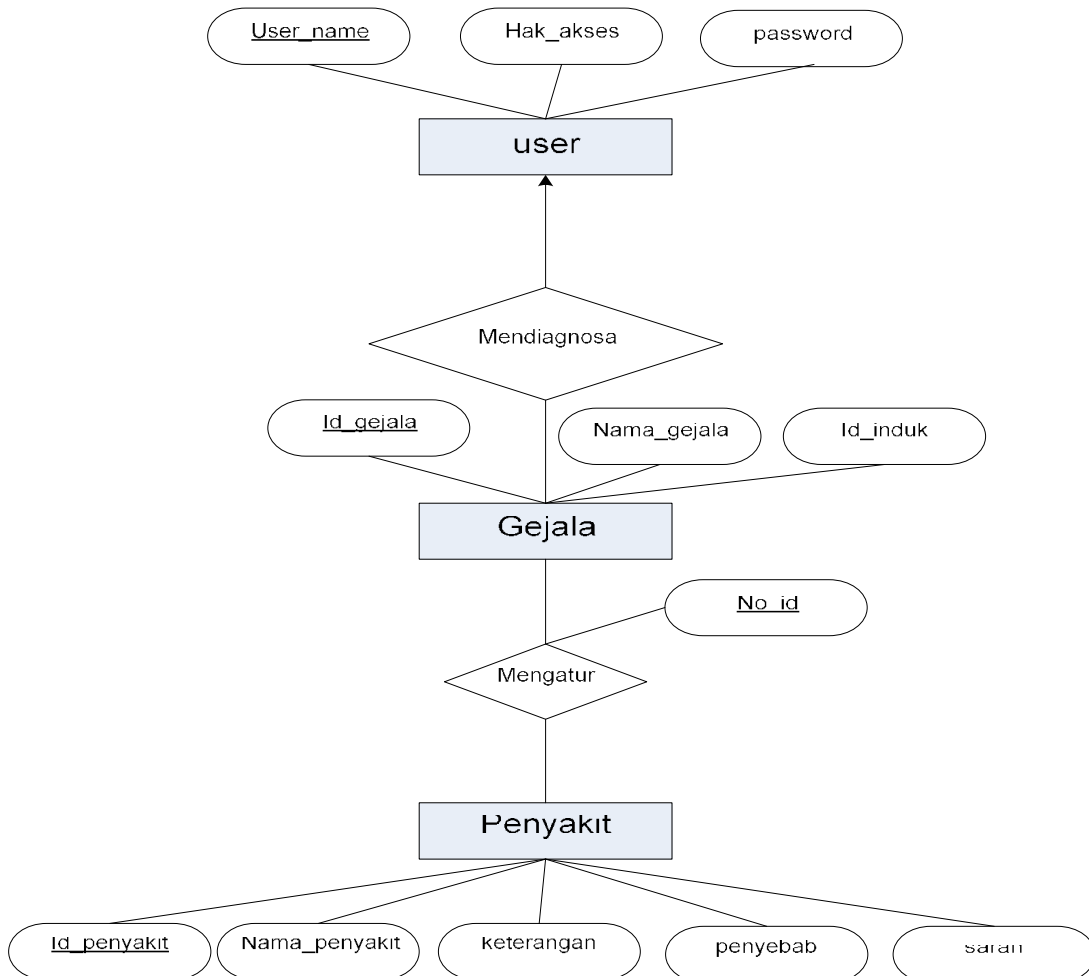 User_name
Hak_akses
password
user
Mendiagnosa
Id_gejala
Nama_gejala
Id_induk
Gejala
No_id
Mengatur
Penyakit
Id_penyakit
Nama_penyakit
keterangan
penyebab
saran